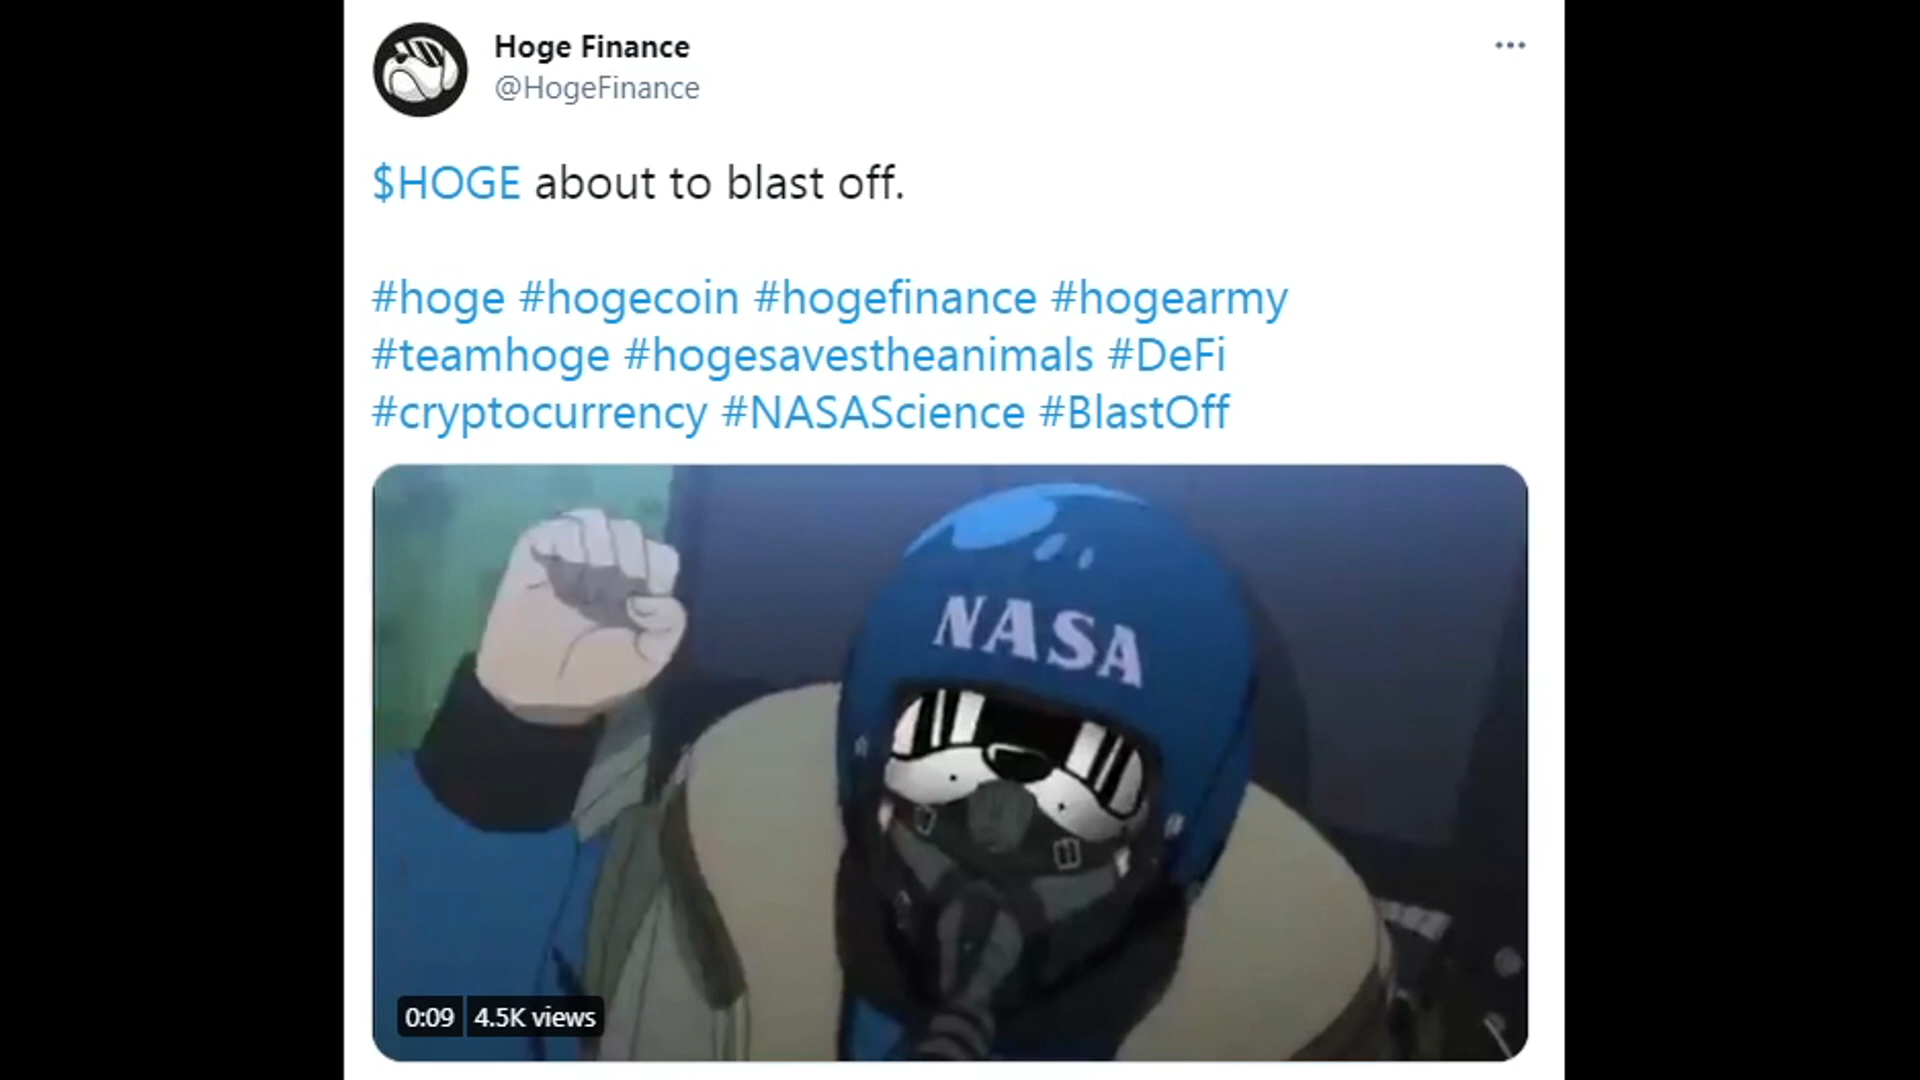 Hoge Finance
@HogeFinance
$HOGE about to blast off.
#hoge #hogecoin #hogefinance #hogearmy
#teamhoge #hogesavestheanimals #DeFi
#cryptocurrency #NASAScience #BlastOff
NASA
0:09 4.5K views